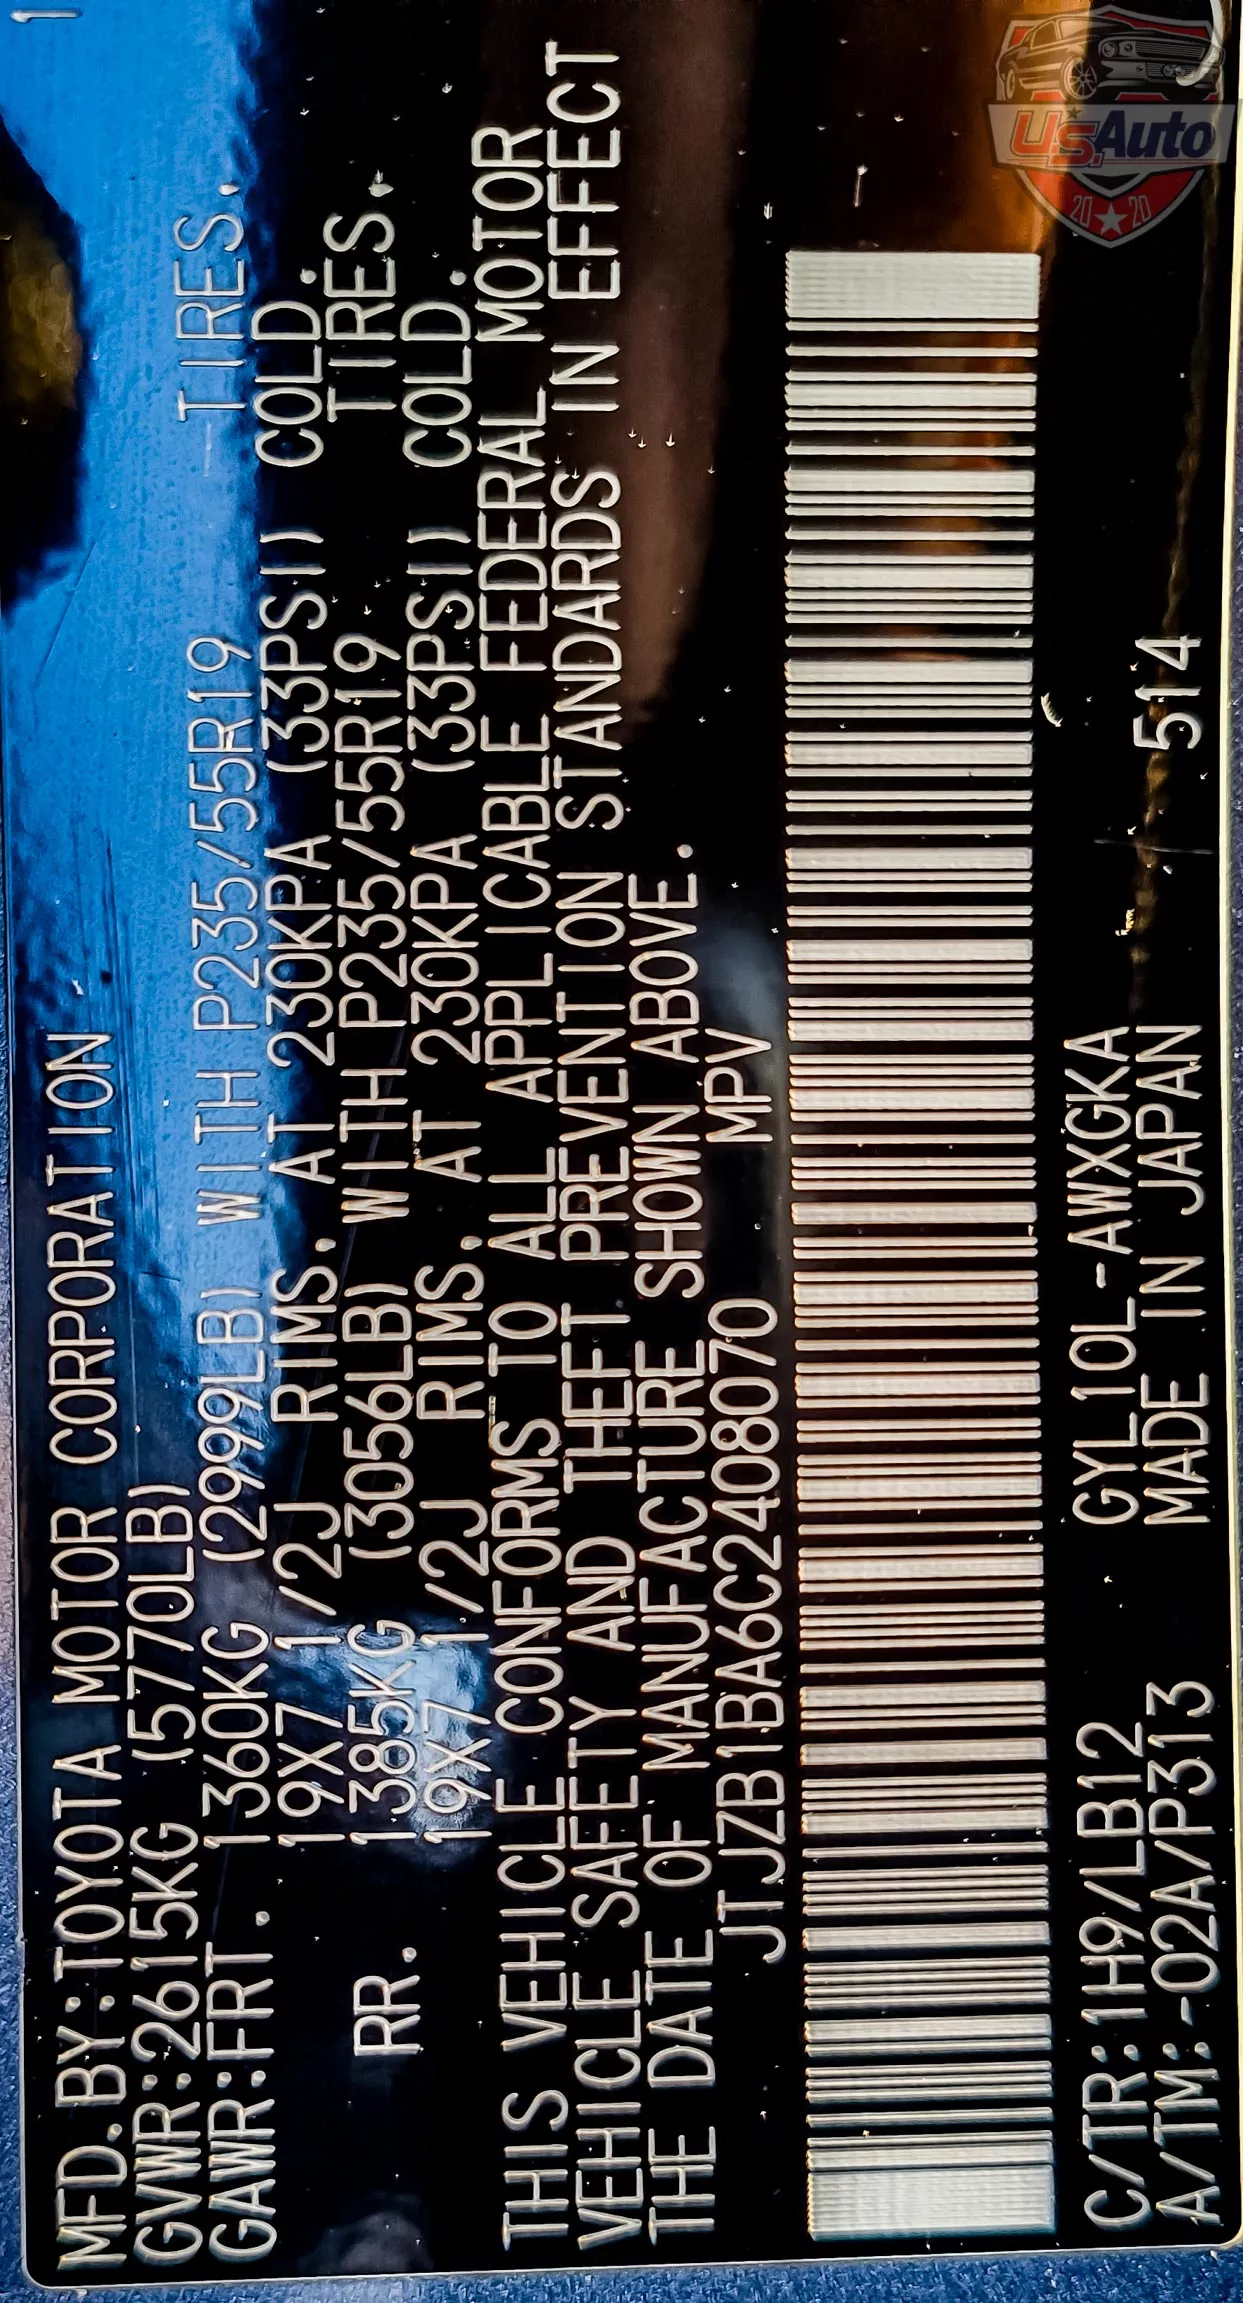 MFD.BY:TOYOTA MOTOR CORPORATION
GVWR:2615KG (5770LB)
GAWR:FRT. 1360KG (2999LB) WITH P235/55R19 TIRES,
19X7 1/2J RIMS, AT 230KPA (33PSI) COLD.
RR. 1385KG (3056LB) WITH P235/55R19 TIRES,
19X7 1/2J RIMS, AT 230KPA (33PSI) COLD.
THIS VEHICLE CONFORMS TO ALL APPLICABLE FEDERAL MOTOR
VEHICLE SAFETY AND THEFT PREVENTION STANDARDS IN EFFECT
THE DATE OF MANUFACTURE SHOWN ABOVE.
JTJZB1BA6C2408070 MPV
C/TR:1H9/LB12 GYL10L-AWXGKA
A/TM:-02A/P313 MADE IN JAPAN 514
U.S. Auto
20 20